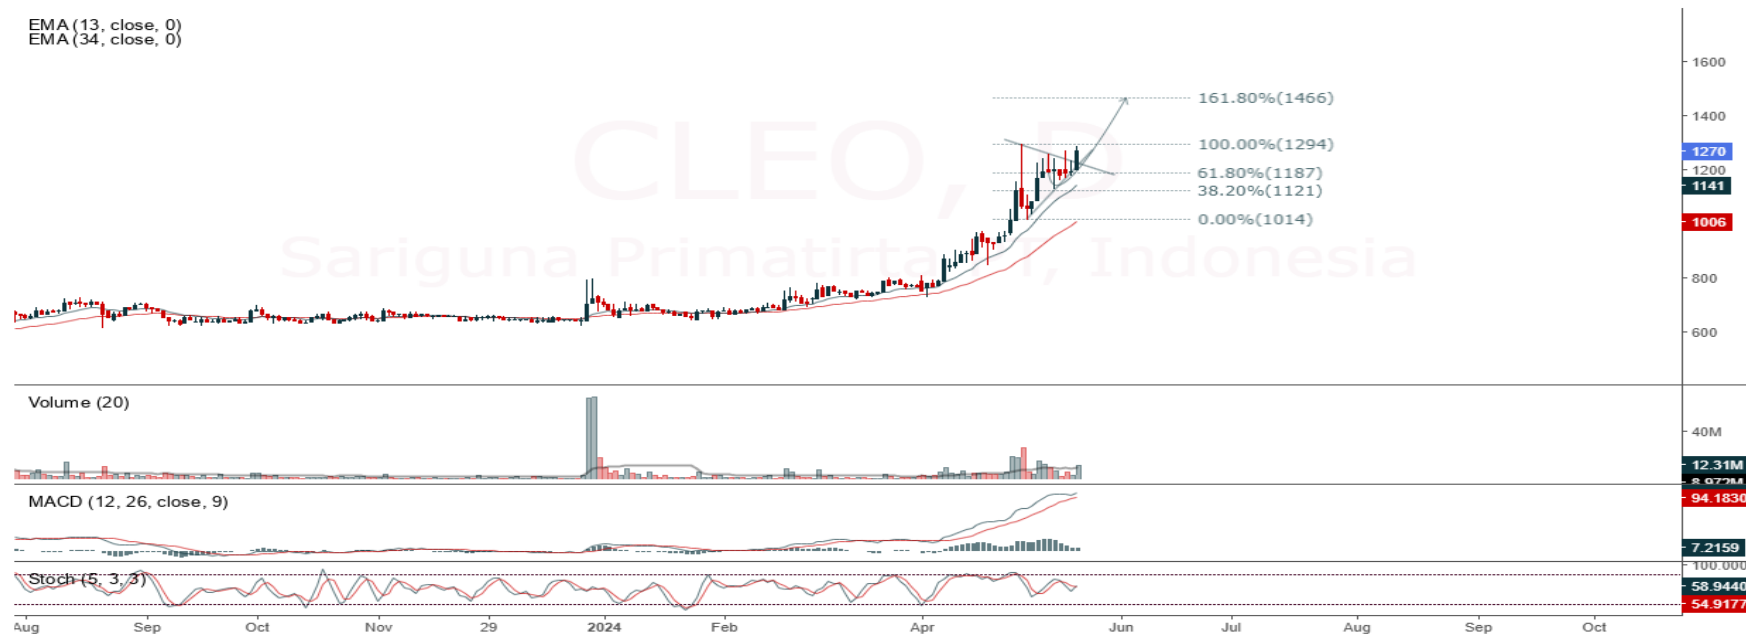 EMA (13, close, 0)
EMA (34, close, 0)
CLEO, D
Sariguna Primatirta
Indonesia
1600
161.80%(1466)
1400
100.00%(1294)
1270
1200
61.80%(1187)
1141
38.20%(1121)
0.00%(1014)
1006
800
600
Volume (20)
40M
12.31M
8.972M
MACD (12, 26, close, 9)
94.1830
7.2159
Stoch (5, 3, 3)
100.000
58.9440
54.9177
Aug Sep Oct Nov 29 2024 Feb Apr Jun Jul Aug Sep Oct